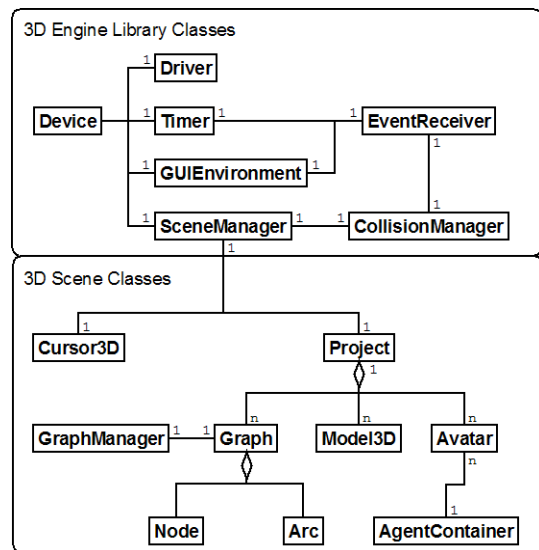 3D Engine Library Classes
1 Driver
Device 1 Timer 1 1 EventReceiver
1 GUIEnvironment 1 1
1 SceneManager 1 1 1 CollisionManager
1
3D Scene Classes
1 1
Cursor3D Project
1
n n n
GraphManager 1 1 Graph Model3D Avatar
n
1
Node Arc AgentContainer